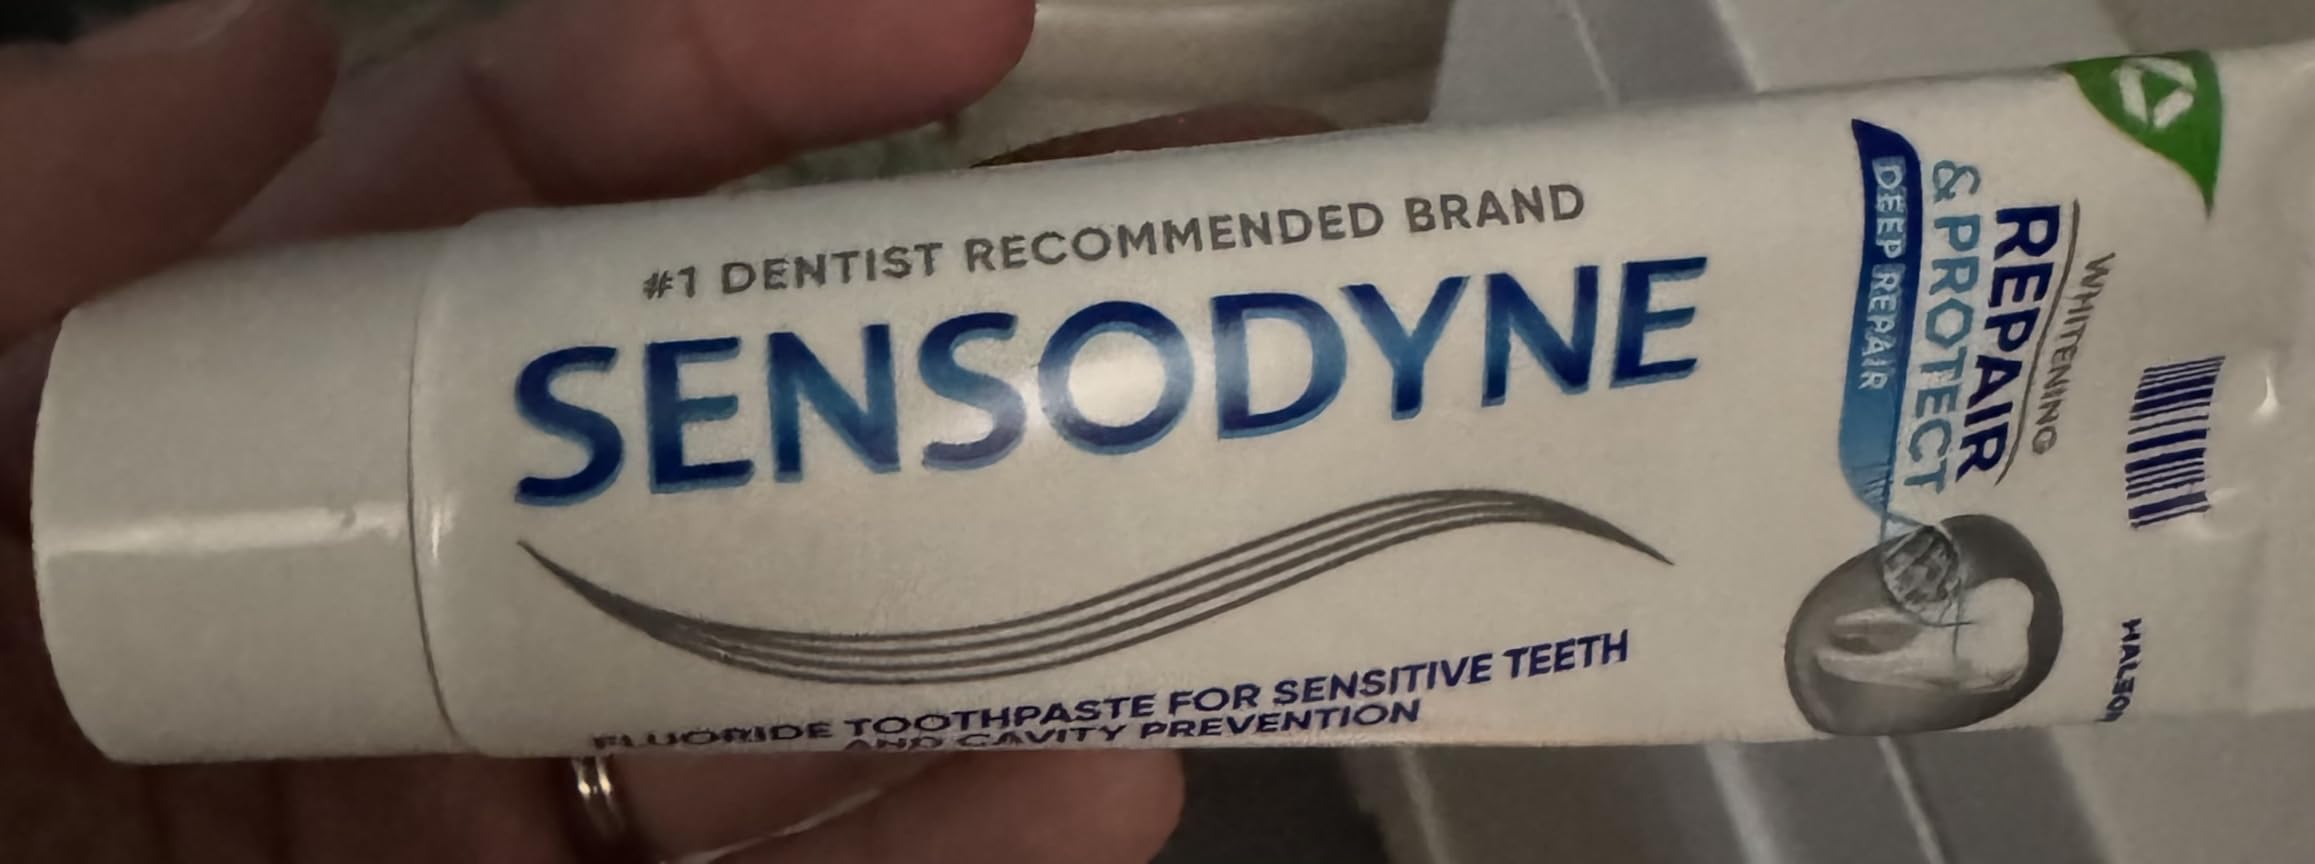 #1 DENTIST RECOMMENDED BRAND
SENSODYNE
FLUORIDE TOOTHPASTE FOR SENSITIVE TEETH
AND CAVITY PREVENTION
WHITENING
REPAIR
& PROTECT
DEEP REPAIR
HALEON